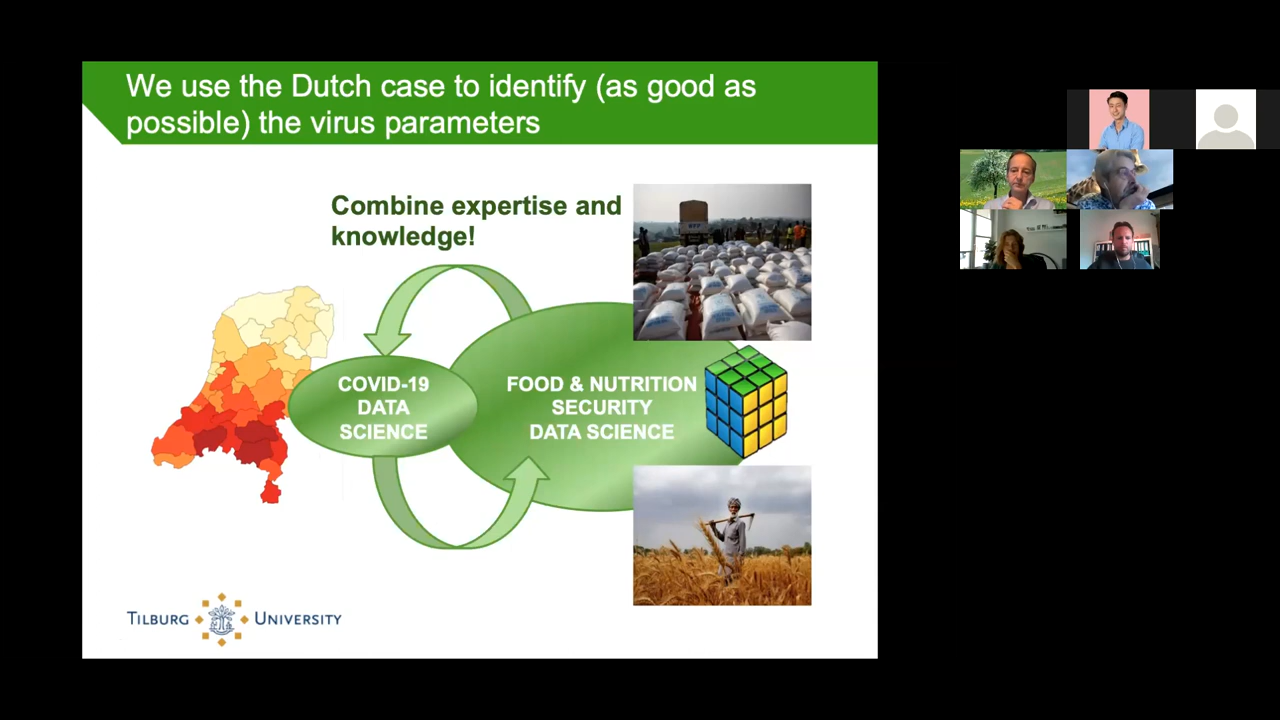 We use the Dutch case to identify (as good as
possible) the virus parameters
Combine expertise and
knowledge!
COVID-19
DATA
SCIENCE
FOOD & NUTRITION
SECURITY
DATA SCIENCE
TILBURG UNIVERSITY